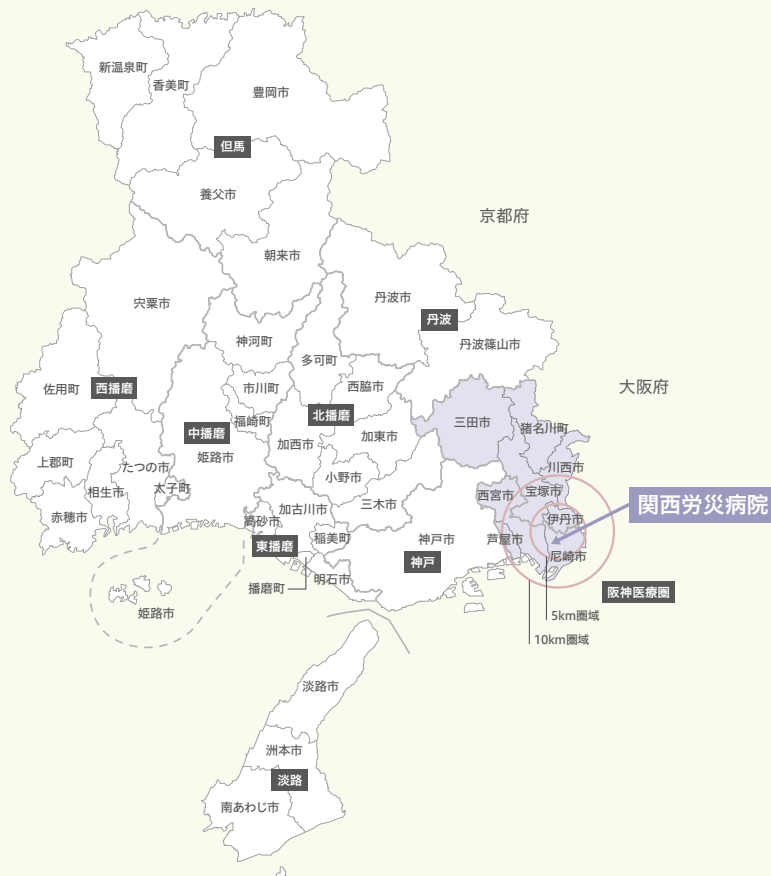 新温泉町
香美町
豊岡市
但馬
養父市
京都府
朝来市
宍粟市
丹波市
丹波
神河町
丹波篠山市
多可町
大阪府
佐用町
西播磨
市川町
西脇市
北播磨
福崎町
三田市
猪名川町
中播磨
加西市
加東市
姫路市
上郡町
たつの市
川西市
小野市
相生市
太子町
西宮市
宝塚市
関西労災病院
三木市
赤穂市
高砂市
加古川市
伊丹市
稲美町
神戸市
芦屋市
東播磨
尼崎市
神戸
明石市
播磨町
阪神医療圏
姫路市
5km圏域
10km圏域
淡路市
洲本市
淡路
南あわじ市